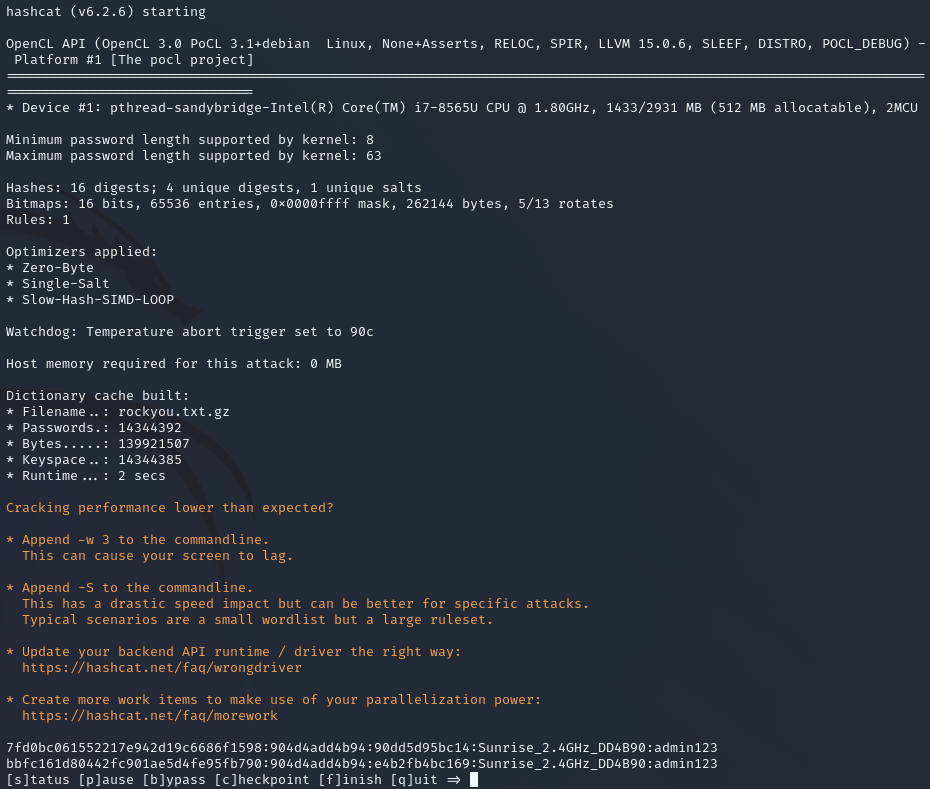 hashcat (v6.2.6) starting
OpenCL API (OpenCL 3.0 PoCL 3.1+debian  Linux, None+Asserts, RELOC, SPIR, LLVM 15.0.6, SLEEF, DISTRO, POCL_DEBUG) -
 Platform #1 [The pocl project]
===================================================================================================================
===============================
* Device #1: pthread-sandybridge-Intel(R) Core(TM) i7-8565U CPU @ 1.80GHz, 1433/2931 MB (512 MB allocatable), 2MCU
Minimum password length supported by kernel: 8
Maximum password length supported by kernel: 63
Hashes: 16 digests; 4 unique digests, 1 unique salts
Bitmaps: 16 bits, 65536 entries, 0x0000ffff mask, 262144 bytes, 5/13 rotates
Rules: 1
Optimizers applied:
* Zero-Byte
* Single-Salt
* Slow-Hash-SIMD-LOOP
Watchdog: Temperature abort trigger set to 90c
Host memory required for this attack: 0 MB
Dictionary cache built:
* Filename..: rockyou.txt.gz
* Passwords.: 14344392
* Bytes.....: 139921507
* Keyspace..: 14344385
* Runtime...: 2 secs
Cracking performance lower than expected?
* Append -w 3 to the commandline.
  This can cause your screen to lag.
* Append -S to the commandline.
  This has a drastic speed impact but can be better for specific attacks.
  Typical scenarios are a small wordlist but a large ruleset.
* Update your backend API runtime / driver the right way:
  https://hashcat.net/faq/wrongdriver
* Create more work items to make use of your parallelization power:
  https://hashcat.net/faq/morework
7fd0bc061552217e942d19c6686f1598:904d4add4b94:90dd5d95bc14:Sunrise_2.4GHz_DD4B90:admin123
bbfc161d80442fc901ae5d4fe95fb790:904d4add4b94:e4b2fb4bc169:Sunrise_2.4GHz_DD4B90:admin123
[s]tatus [p]ause [b]ypass [c]heckpoint [f]inish [q]uit =>